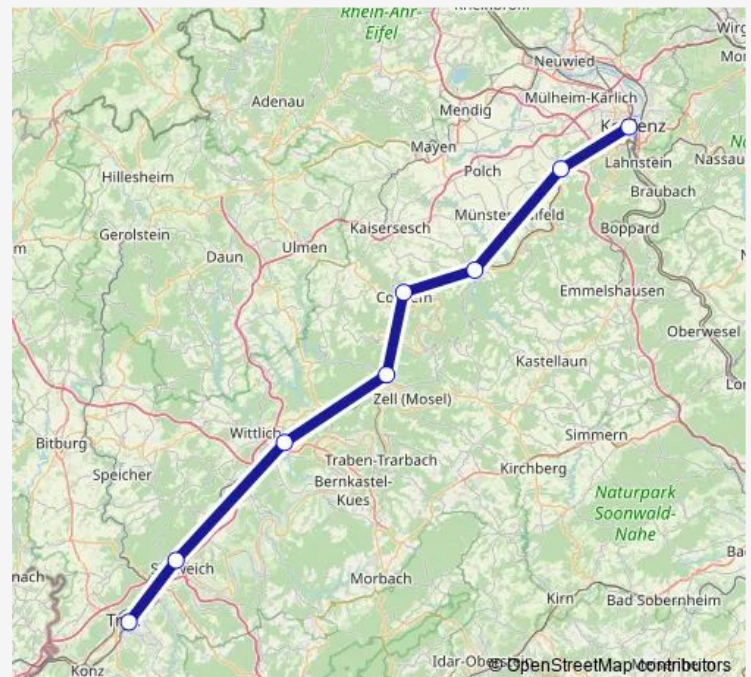 Rhein-Ahr-
Eifel
Wirg
Neuwied
Mülheim-Kärlich
Adenau
Mendig
Mayen
Lahnstein
Nassau
Hillesheim
Polch
Braubach
Gerolstein
Ulmen
Kaisersesch
Boppard
Daun
Emmelshausen
Oberwesel
Kastellaun
Zell (Mosel)
Wittlich
Simmern
Bitburg
Traben-Trarbach
Kirchberg
Speicher
Bernkastel-
Kues
Naturpark
Soonwald-
Nahe
Morbach
Kirn
Bad Sobernheim
Konz
© OpenStreetMap contributors